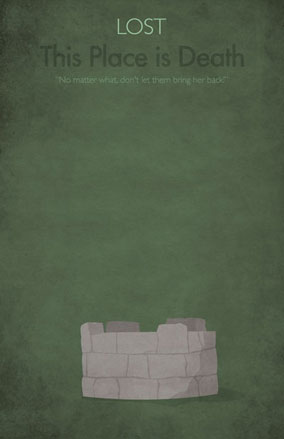 LOST
This Place is Death
"No matter what, don't let them bring her back!"